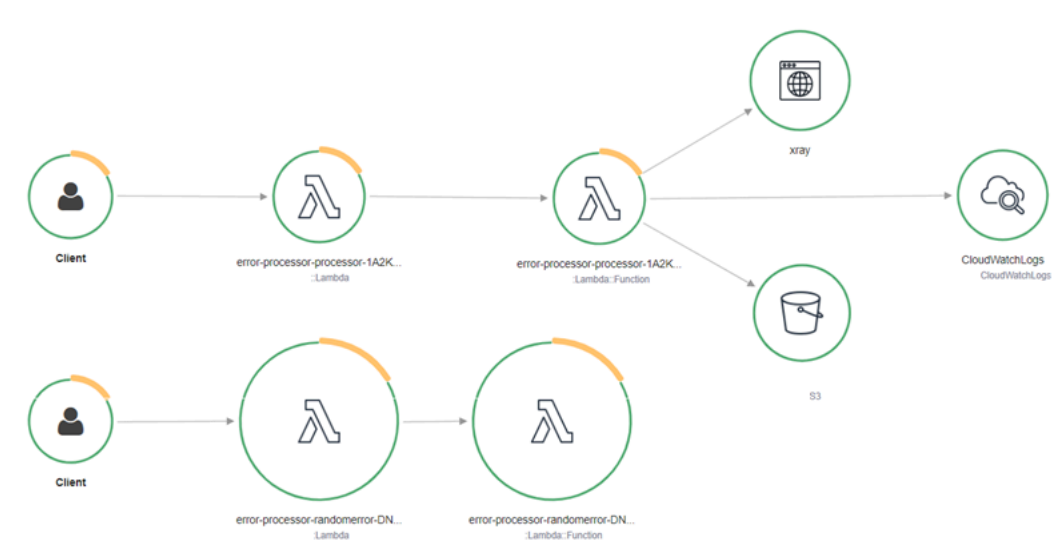 xray
Client
error-processor-processor-1A2K...
::Lambda
error-processor-processor-1A2K...
:Lambda::Function
CloudWatchLogs
CloudWatchLogs
S3
Client
error-processor-randomerror-DN...
:Lambda
error-processor-randomerror-DN...
:Lambda::Function